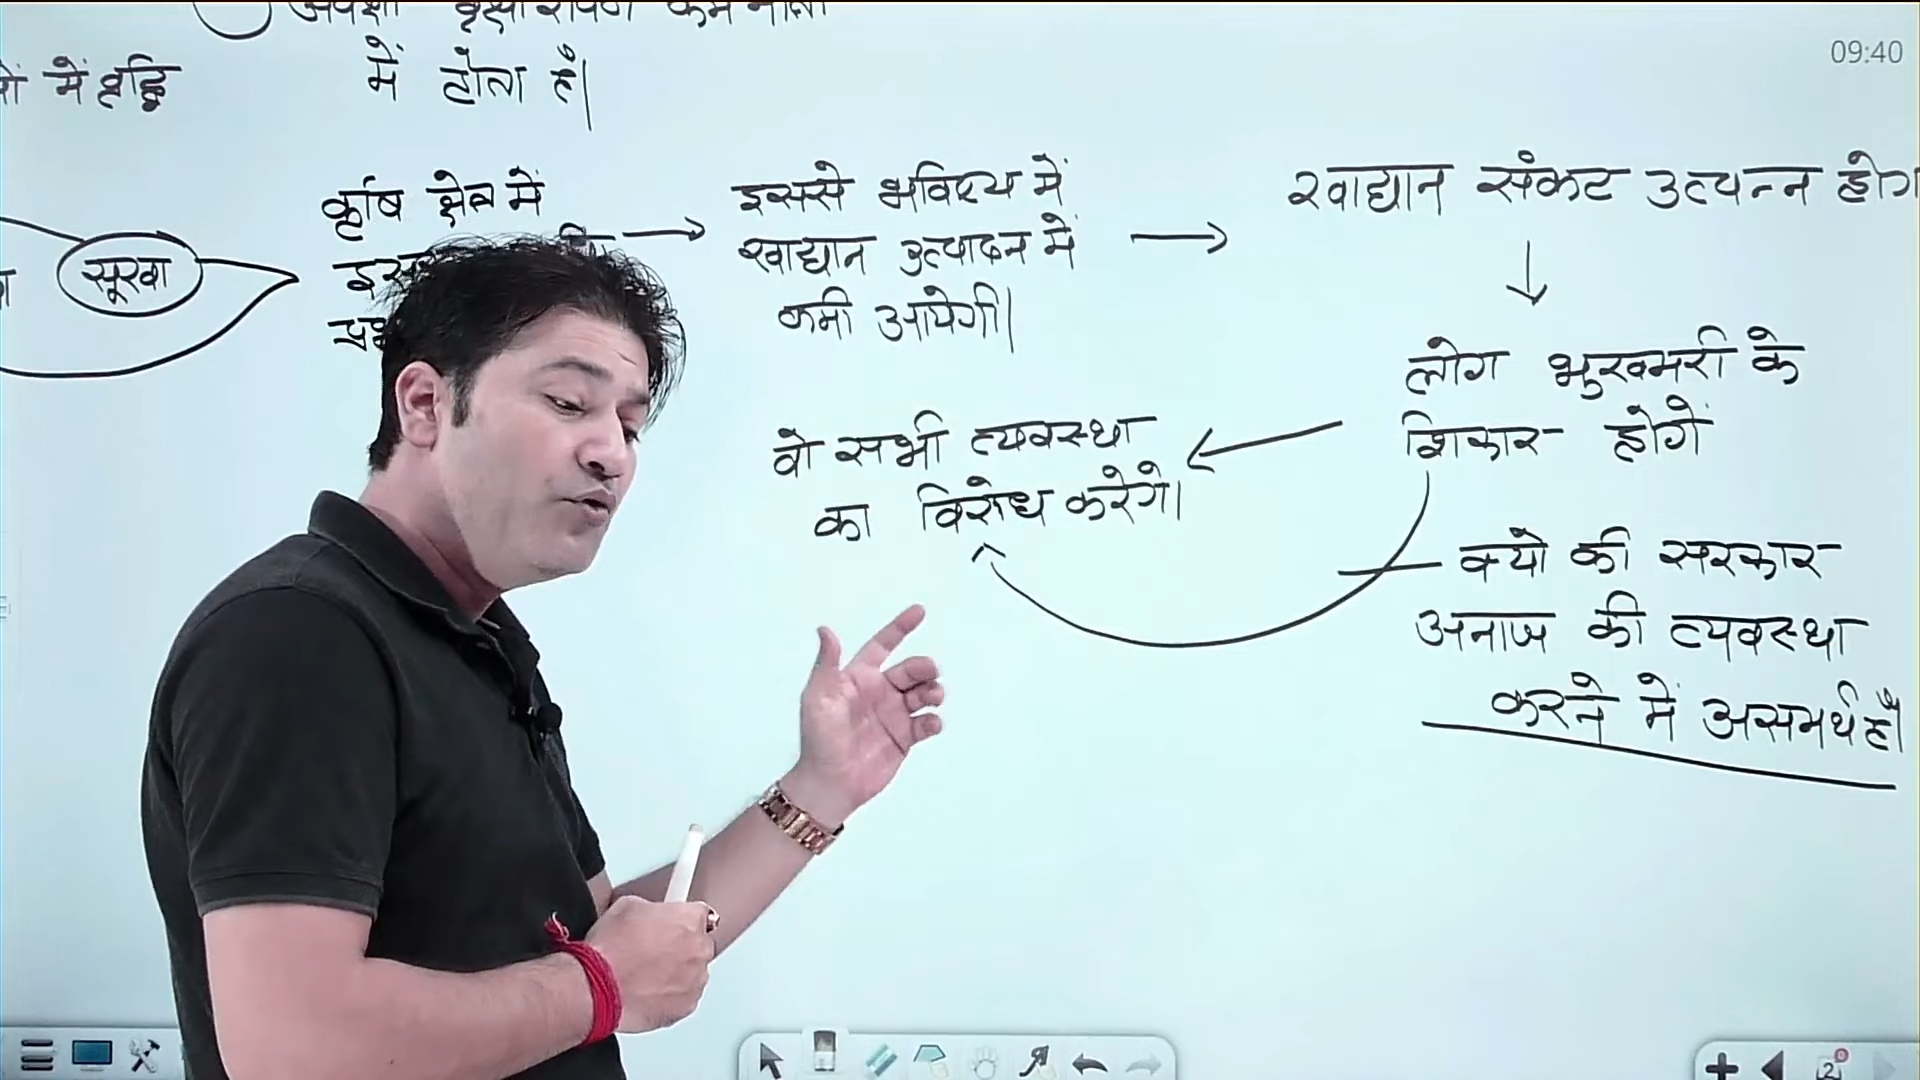 09:40
में वृद्धि
में होता है।
कृषि क्षेत्र में
सूखा
इससे भविष्य में
खाद्यान उत्पादन में
कमी आयेगी।
खाद्यान संकट उत्पन्न
लोग भुखमरी के
शिकार होगें
वो सभी व्यवस्था
का विरोध करेगे।
क्यो की सरकार
अनाज की व्यवस्था
करने में असमर्थ है।
2